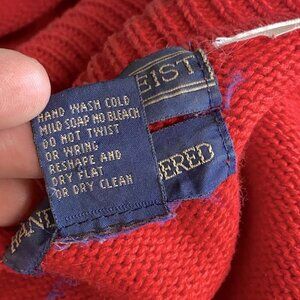 HAND WASH COLD
MILD SOAP NO BLEACH
DO NOT TWIST
OR WRING
RESHAPE AND
DRY FLAT
OR DRY CLEAN
EIST
HAND
ERED